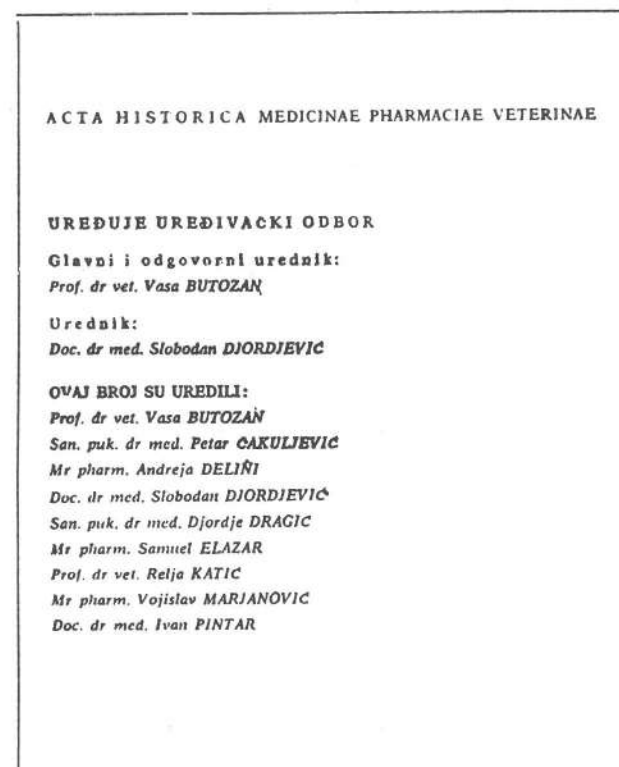 ACTA HISTORICA MEDICINAE PHARMACIAE VETERINAE
UREĐUJE UREĐIVAČKI ODBOR
Glavni i odgovorni urednik:
Prof. dr vet. Vasa BUTOZAN
Urednik:
Doc. dr med. Slobodan DJORDJEVIĆ
OVAJ BROJ SU UREDILI:
Prof. dr vet. Vasa BUTOZAN
San. puk. dr med. Petar ČAKULJEVIĆ
Mr pharm. Andreja DELIŇI
Doc. dr med. Slobodan DJORDJEVIĆ
San. puk. dr med. Djordje DRAGIĆ
Mr pharm. Samuel ELAZAR
Prof. dr vet. Relja KATIĆ
Mr pharm. Vojislav MARJANOVIĆ
Doc. dr med. Ivan PINTAR